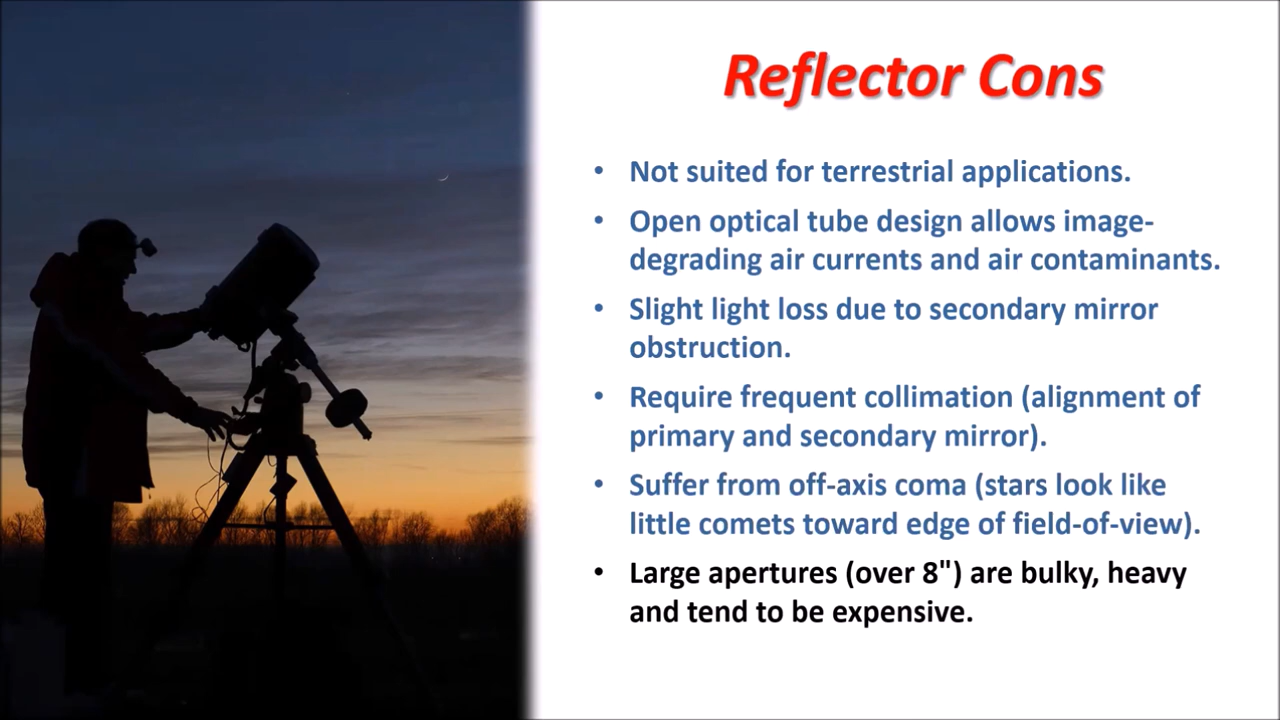 Reflector Cons
• Not suited for terrestrial applications.
• Open optical tube design allows image-
degrading air currents and air contaminants.
• Slight light loss due to secondary mirror
obstruction.
• Require frequent collimation (alignment of
primary and secondary mirror).
• Suffer from off-axis coma (stars look like
little comets toward edge of field-of-view).
• Large apertures (over 8") are bulky, heavy
and tend to be expensive.